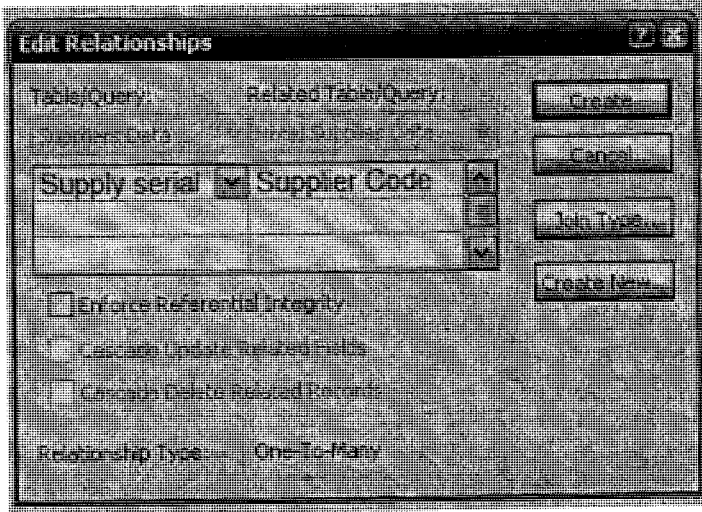 Edit Relationships
Table/Query: Related Table/Query:
Create
Cancel
Supply serial Supplier Code
Join Type...
Create New...
Enforce Referential Integrity
Cascade Update Related Fields
Cascade Delete Related Records
Relationship Type: One-To-Many